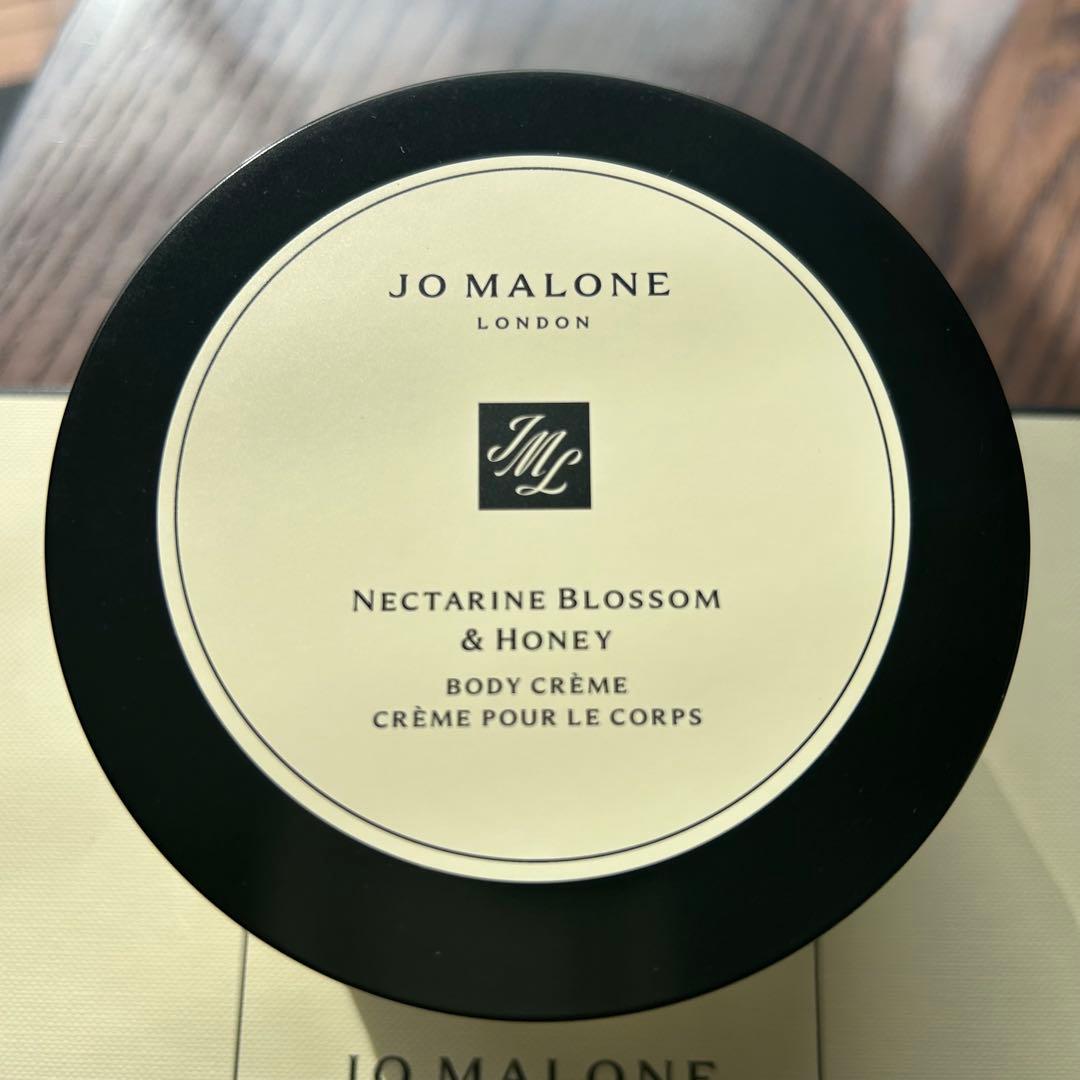 JO MALONE
LONDON
JML
NECTARINE BLOSSOM
& HONEY
BODY CRÈME
CRÈME POUR LE CORPS
JO MALONE